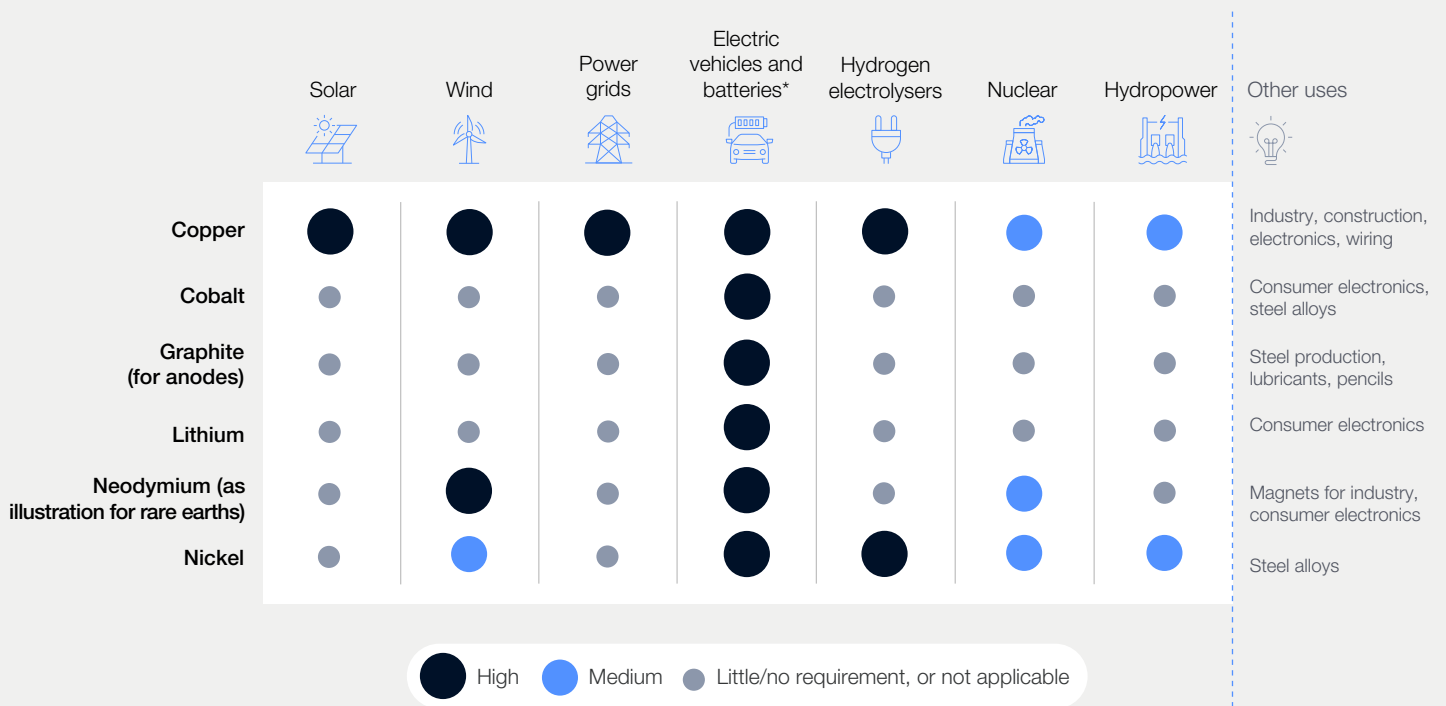 Electric
vehicles and
batteries*
Power
grids
Hydrogen
electrolysers
Solar
Wind
Nuclear
Hydropower
Other uses
Copper
Industry, construction,
electronics, wiring
Cobalt
Consumer electronics,
steel alloys
Graphite
(for anodes)
Steel production,
lubricants, pencils
Lithium
Consumer electronics
Neodymium (as
illustration for rare earths)
Magnets for industry,
consumer electronics
Nickel
Steel alloys
High
Medium
Little/no requirement, or not applicable